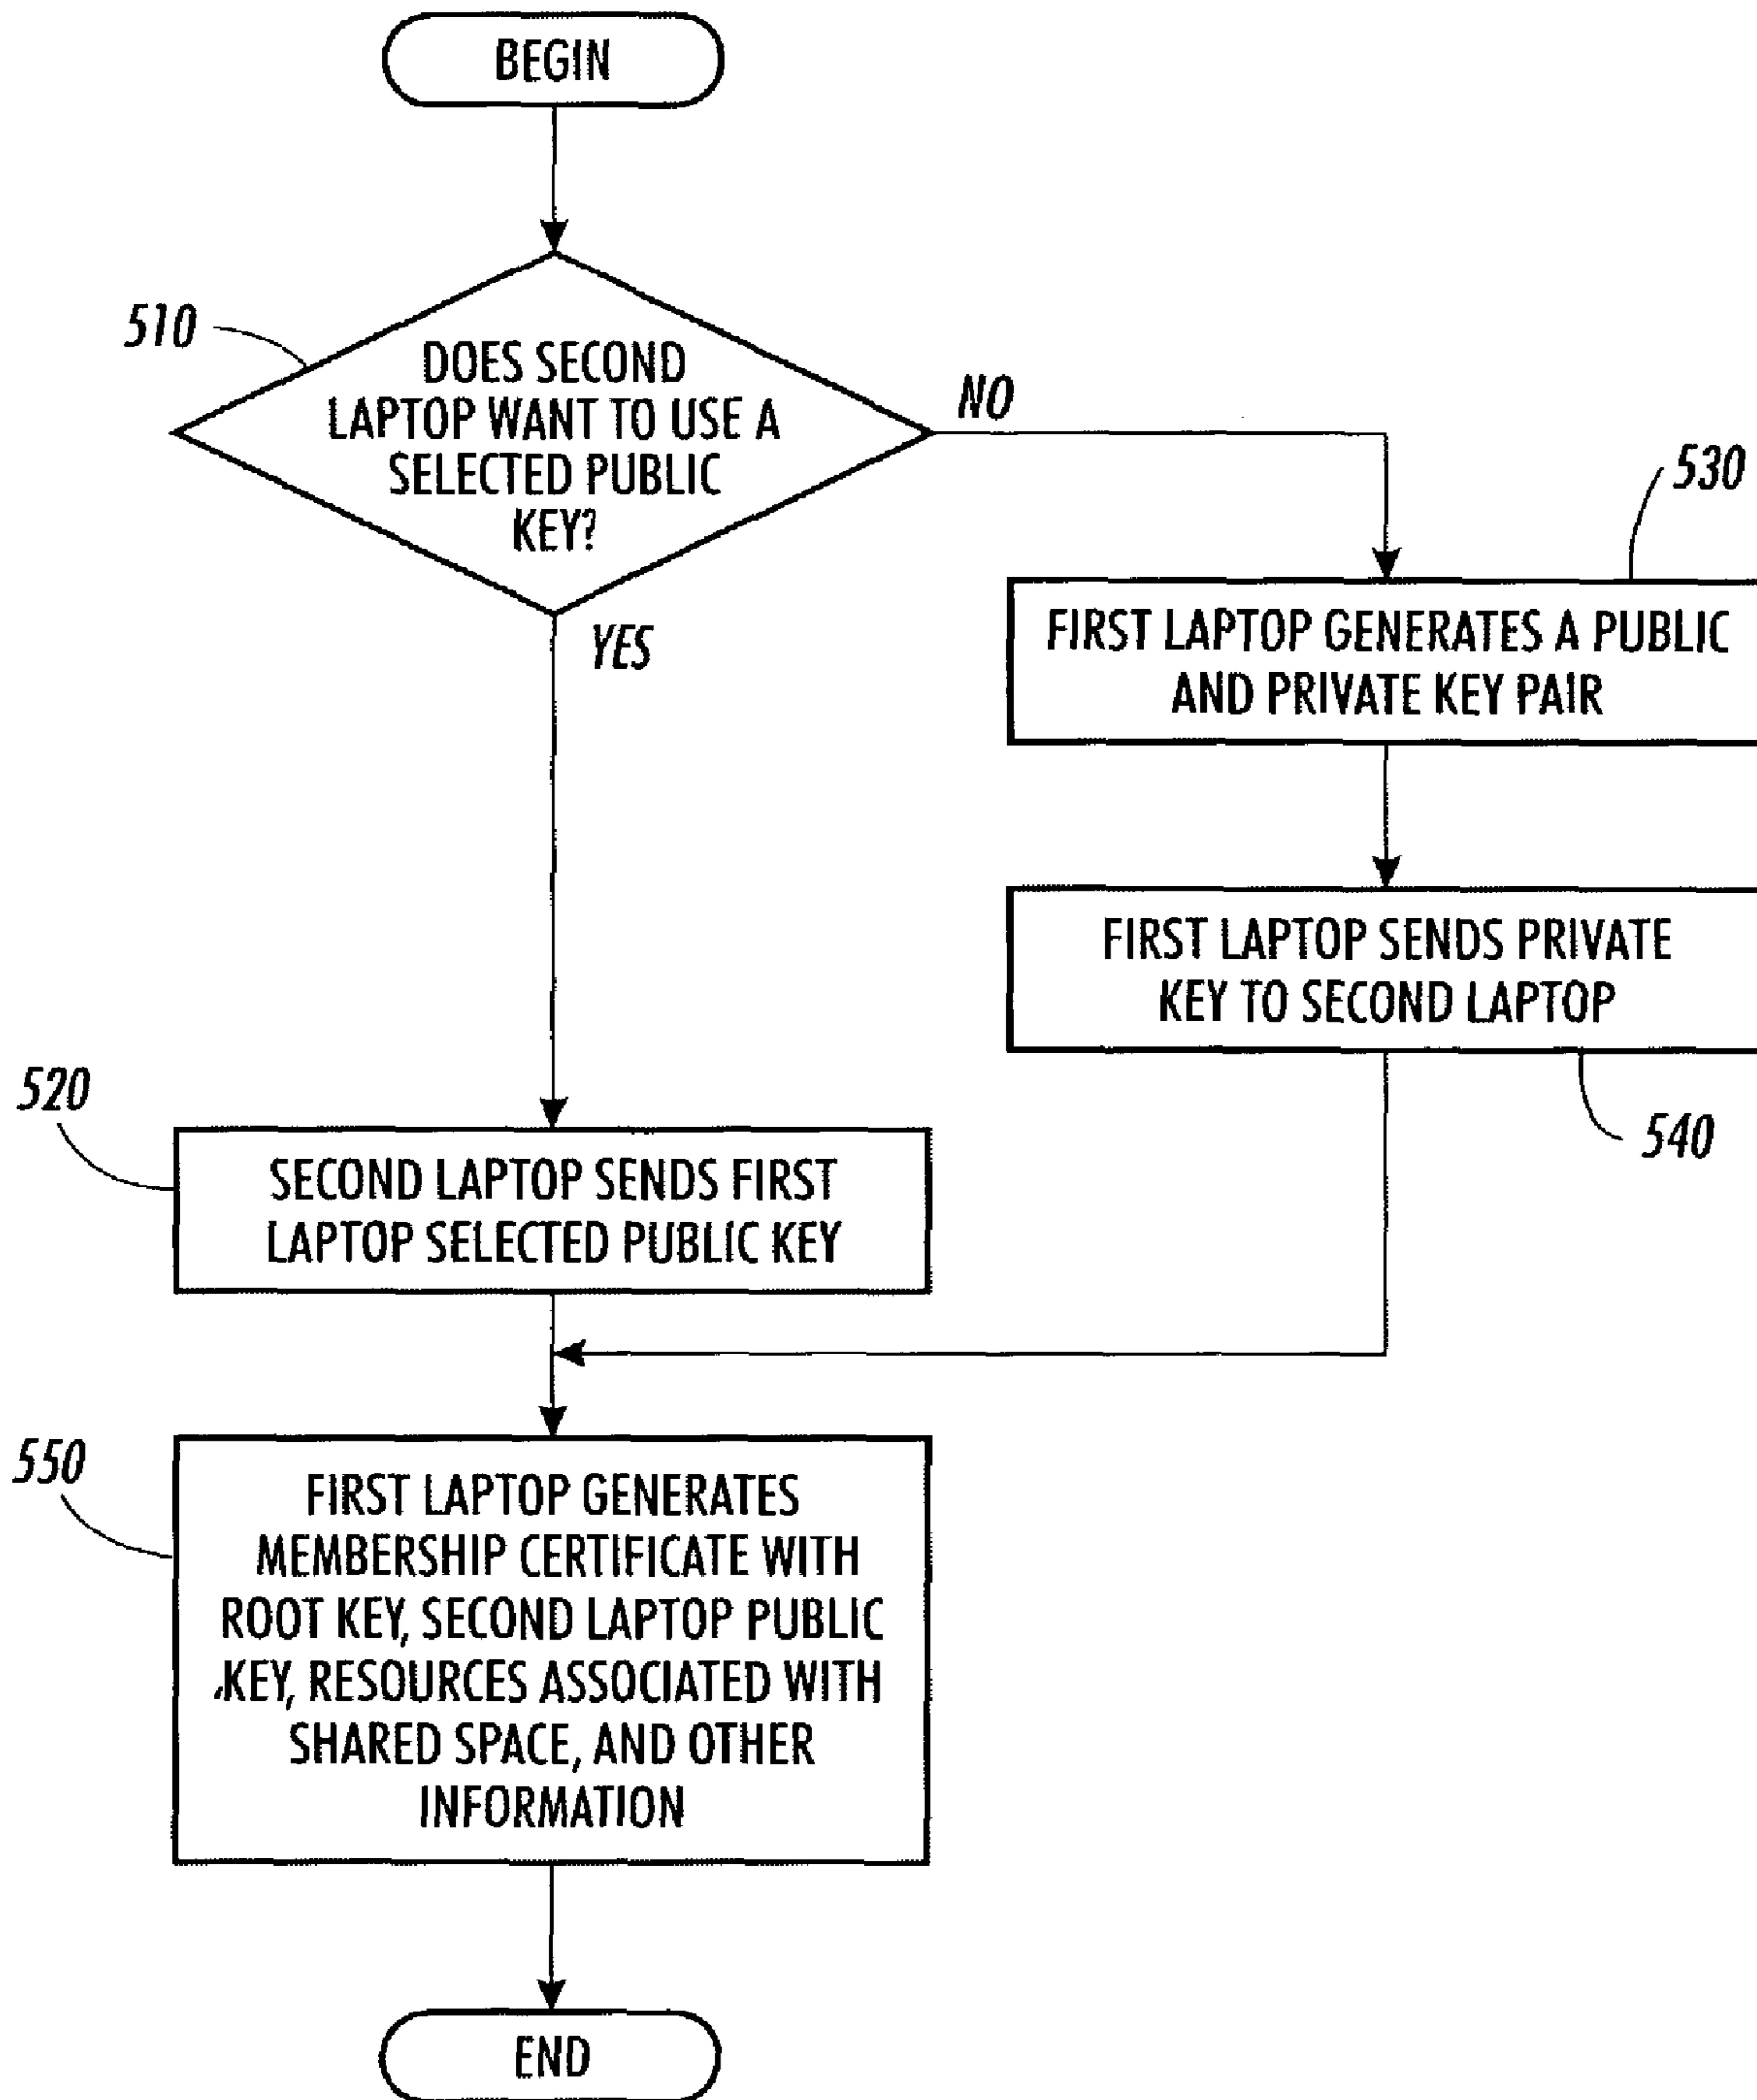 BEGIN
510
DOES SECOND
LAPTOP WANT TO USE A
SELECTED PUBLIC
KEY?
NO
YES
530
FIRST LAPTOP GENERATES A PUBLIC
AND PRIVATE KEY PAIR
FIRST LAPTOP SENDS PRIVATE
KEY TO SECOND LAPTOP
540
520
SECOND LAPTOP SENDS FIRST
LAPTOP SELECTED PUBLIC KEY
550
FIRST LAPTOP GENERATES
MEMBERSHIP CERTIFICATE WITH
ROOT KEY, SECOND LAPTOP PUBLIC
KEY, RESOURCES ASSOCIATED WITH
SHARED SPACE, AND OTHER
INFORMATION
END